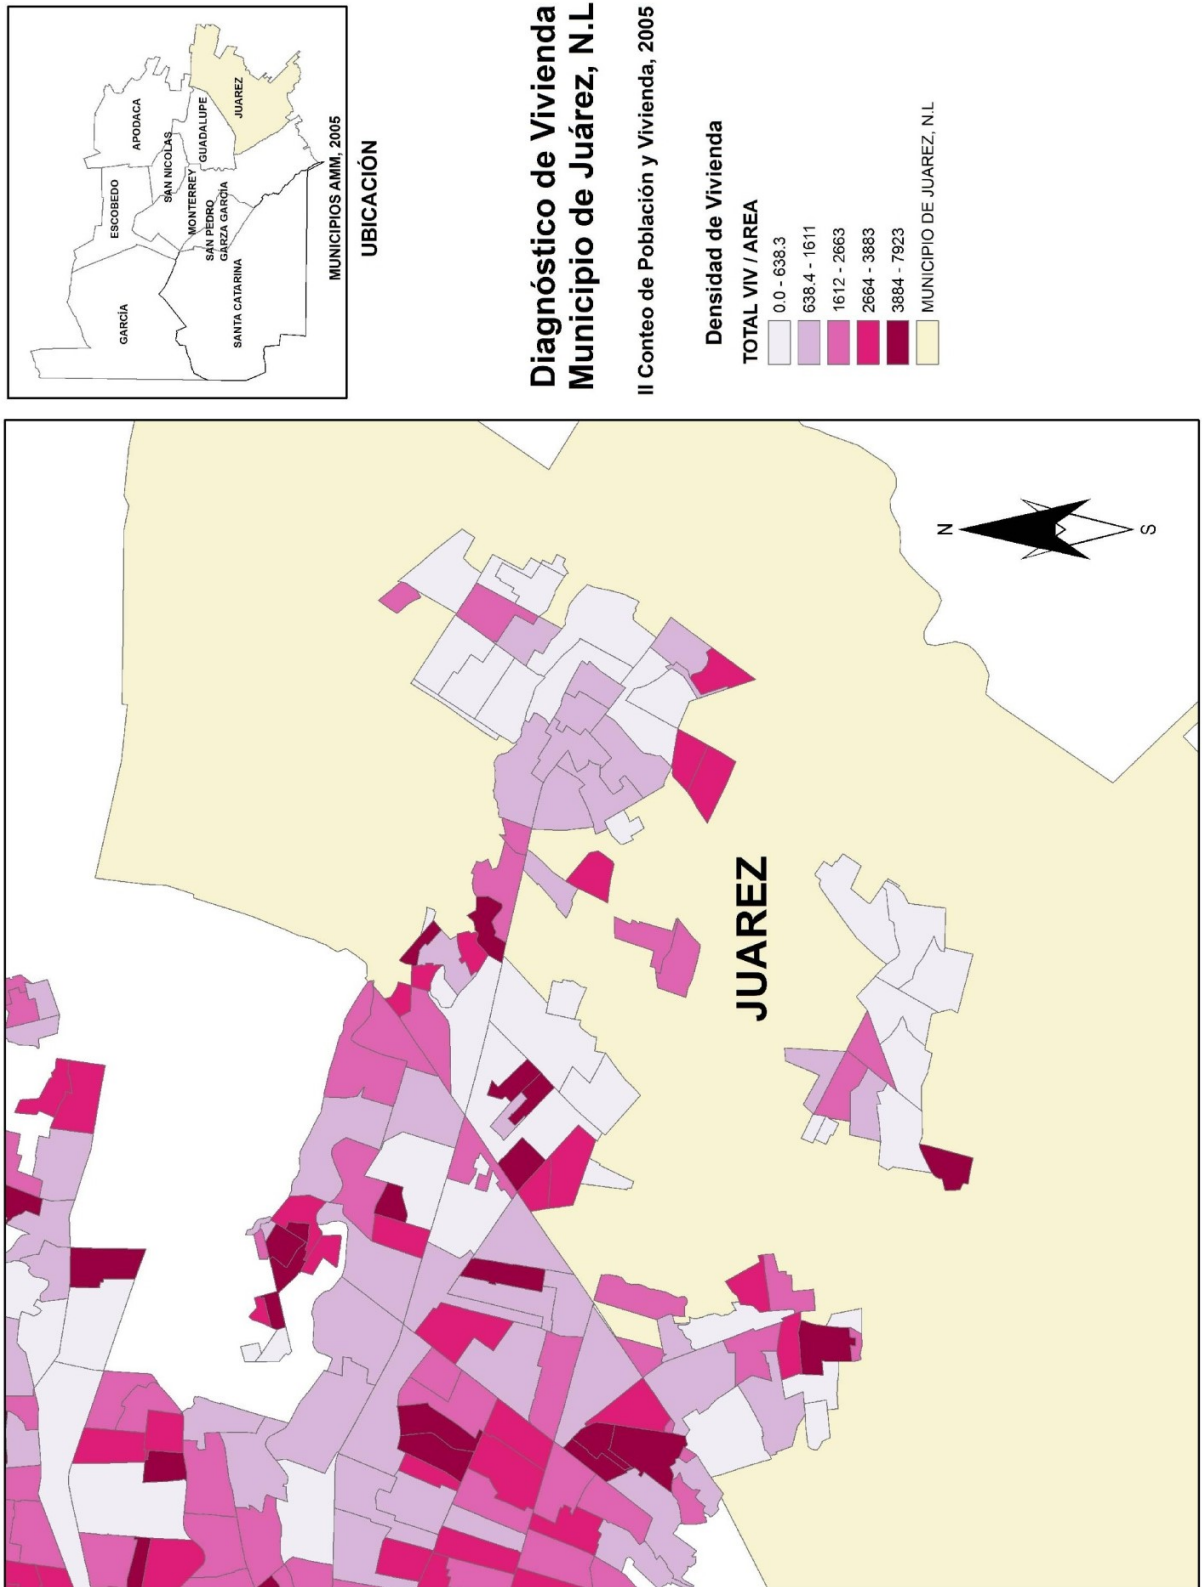 GARCÍA
ESCOBEDO
APODACA
SAN NICOLAS
MONTERREY
GUADALUPE
SAN PEDRO
GARZA GARCÍA
JUAREZ
SANTA CATARINA
MUNICIPIOS AMM, 2005
UBICACIÓN
Diagnóstico de Vivienda
Municipio de Juárez, N.L
II Conteo de Población y Vivienda, 2005
Densidad de Vivienda
TOTAL VIV / AREA
0.0 - 638.3
638.4 - 1611
1612 - 2663
2664 - 3883
3884 - 7923
MUNICIPIO DE JUAREZ, N.L
JUAREZ
N
S